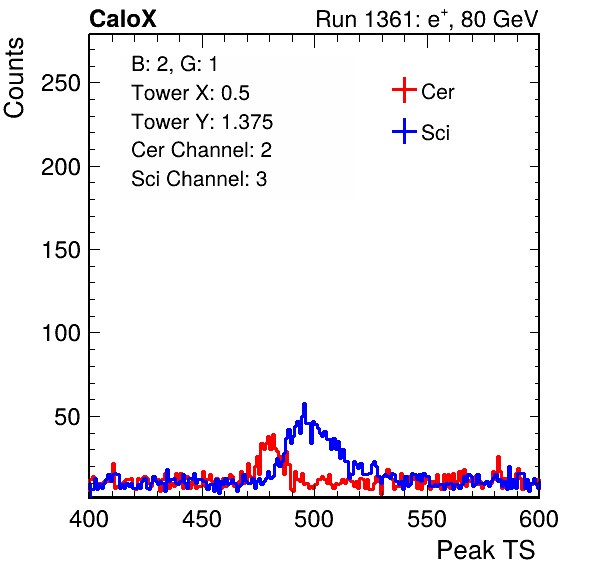 CaloX Run 1361: e⁺, 80 GeV
Counts
B: 2, G: 1
Tower X: 0.5
Tower Y: 1.375
Cer Channel: 2
Sci Channel: 3
Cer
Sci
250
200
150
100
50
400 450 500 550 600
Peak TS